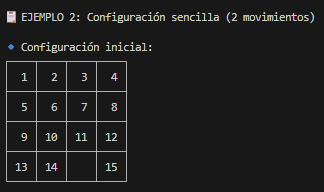 📋 EJEMPLO 2: Configuración sencilla (2 movimientos)
🔹 Configuración inicial:
1 2 3 4
5 6 7 8
9 10 11 12
13 14 15